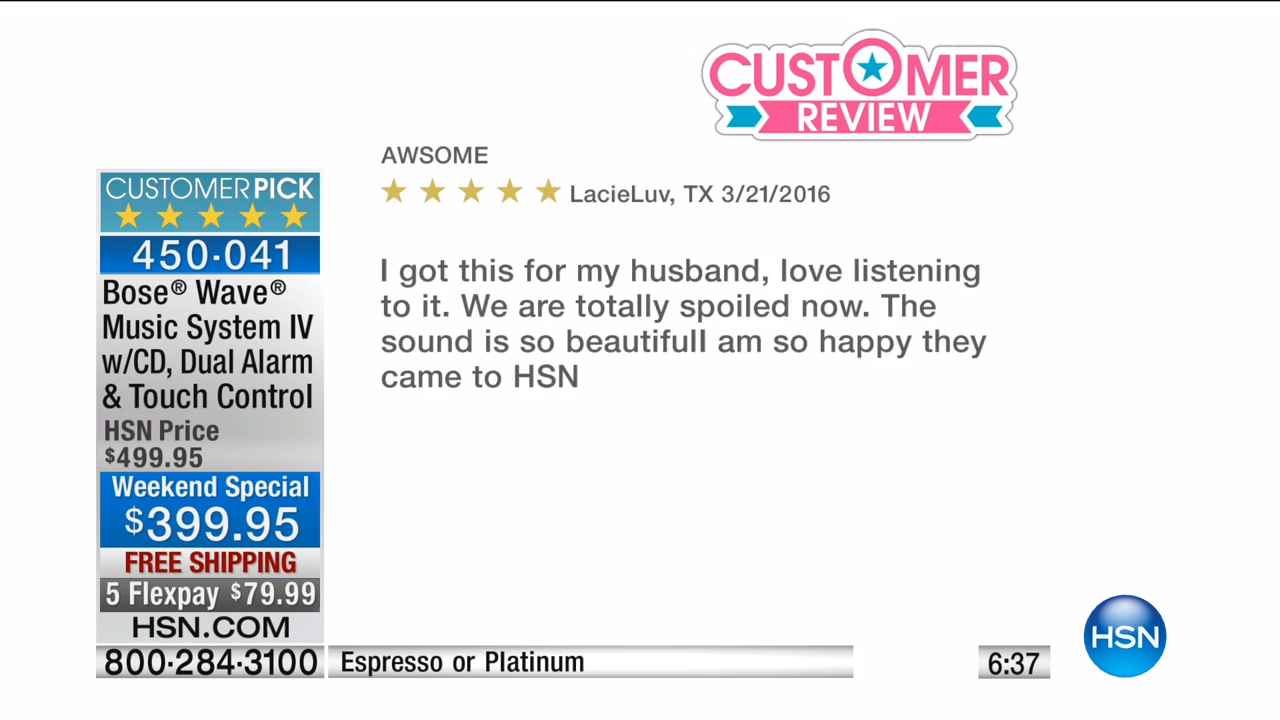 CUSTOMER
REVIEW
AWSOME
LacieLuv, TX 3/21/2016
I got this for my husband, love listening
to it. We are totally spoiled now. The
sound is so beautifull am so happy they
came to HSN
CUSTOMER PICK
450-041
Bose® Wave®
Music System IV
w/CD, Dual Alarm
& Touch Control
HSN Price
$499.95
Weekend Special
$399.95
FREE SHIPPING
5 Flexpay $79.99
HSN.COM
800·284·3100
Espresso or Platinum
6:37
HSN